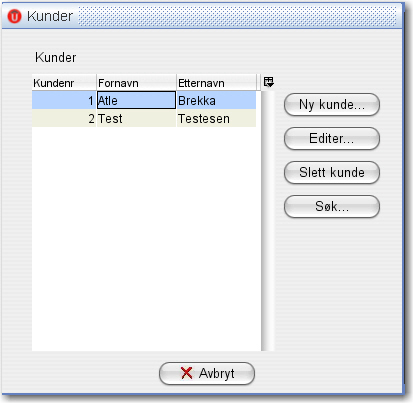 Kunder
Kunder
Kundenr Fornavn Etternavn
1 Atle Brekka
2 Test Testesen
Ny kunde...
Editer...
Slett kunde
Søk...
Avbryt